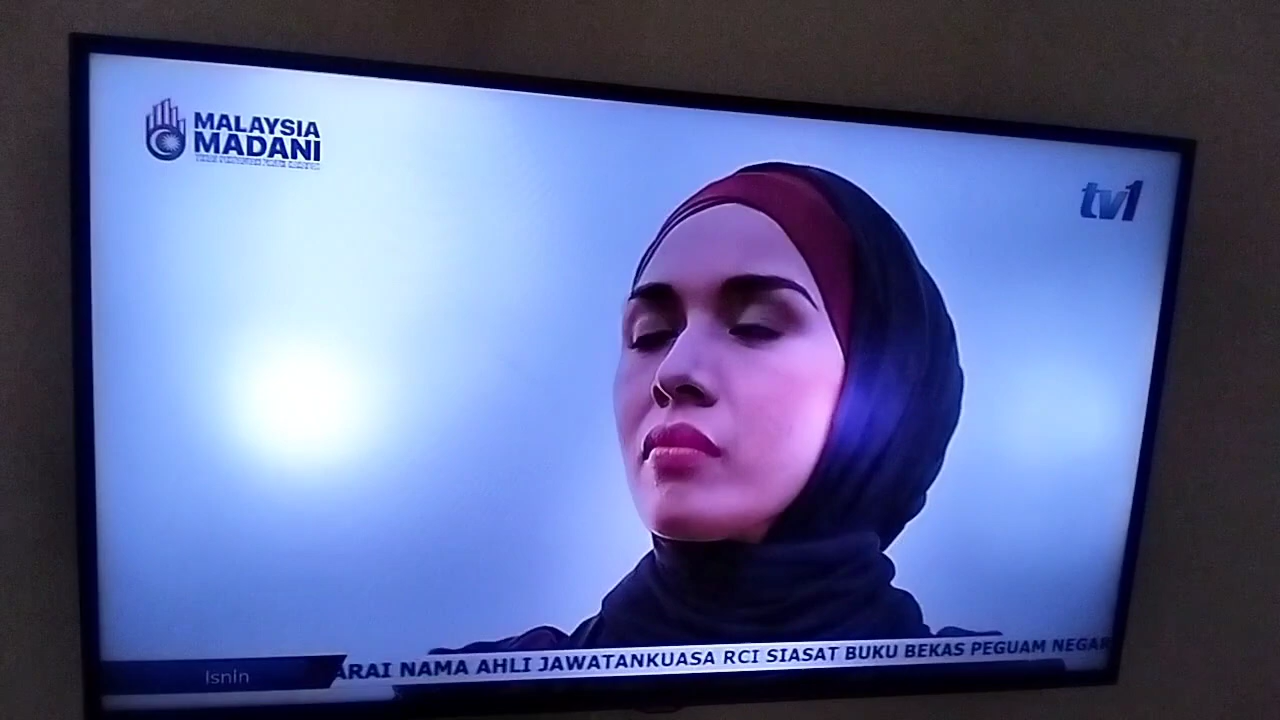 MALAYSIA
MADANI
tv1
Isnin
ARAI NAMA AHLI JAWATANKUASA RCI SIASAT BUKU BEKAS PEGUAM NEGAR